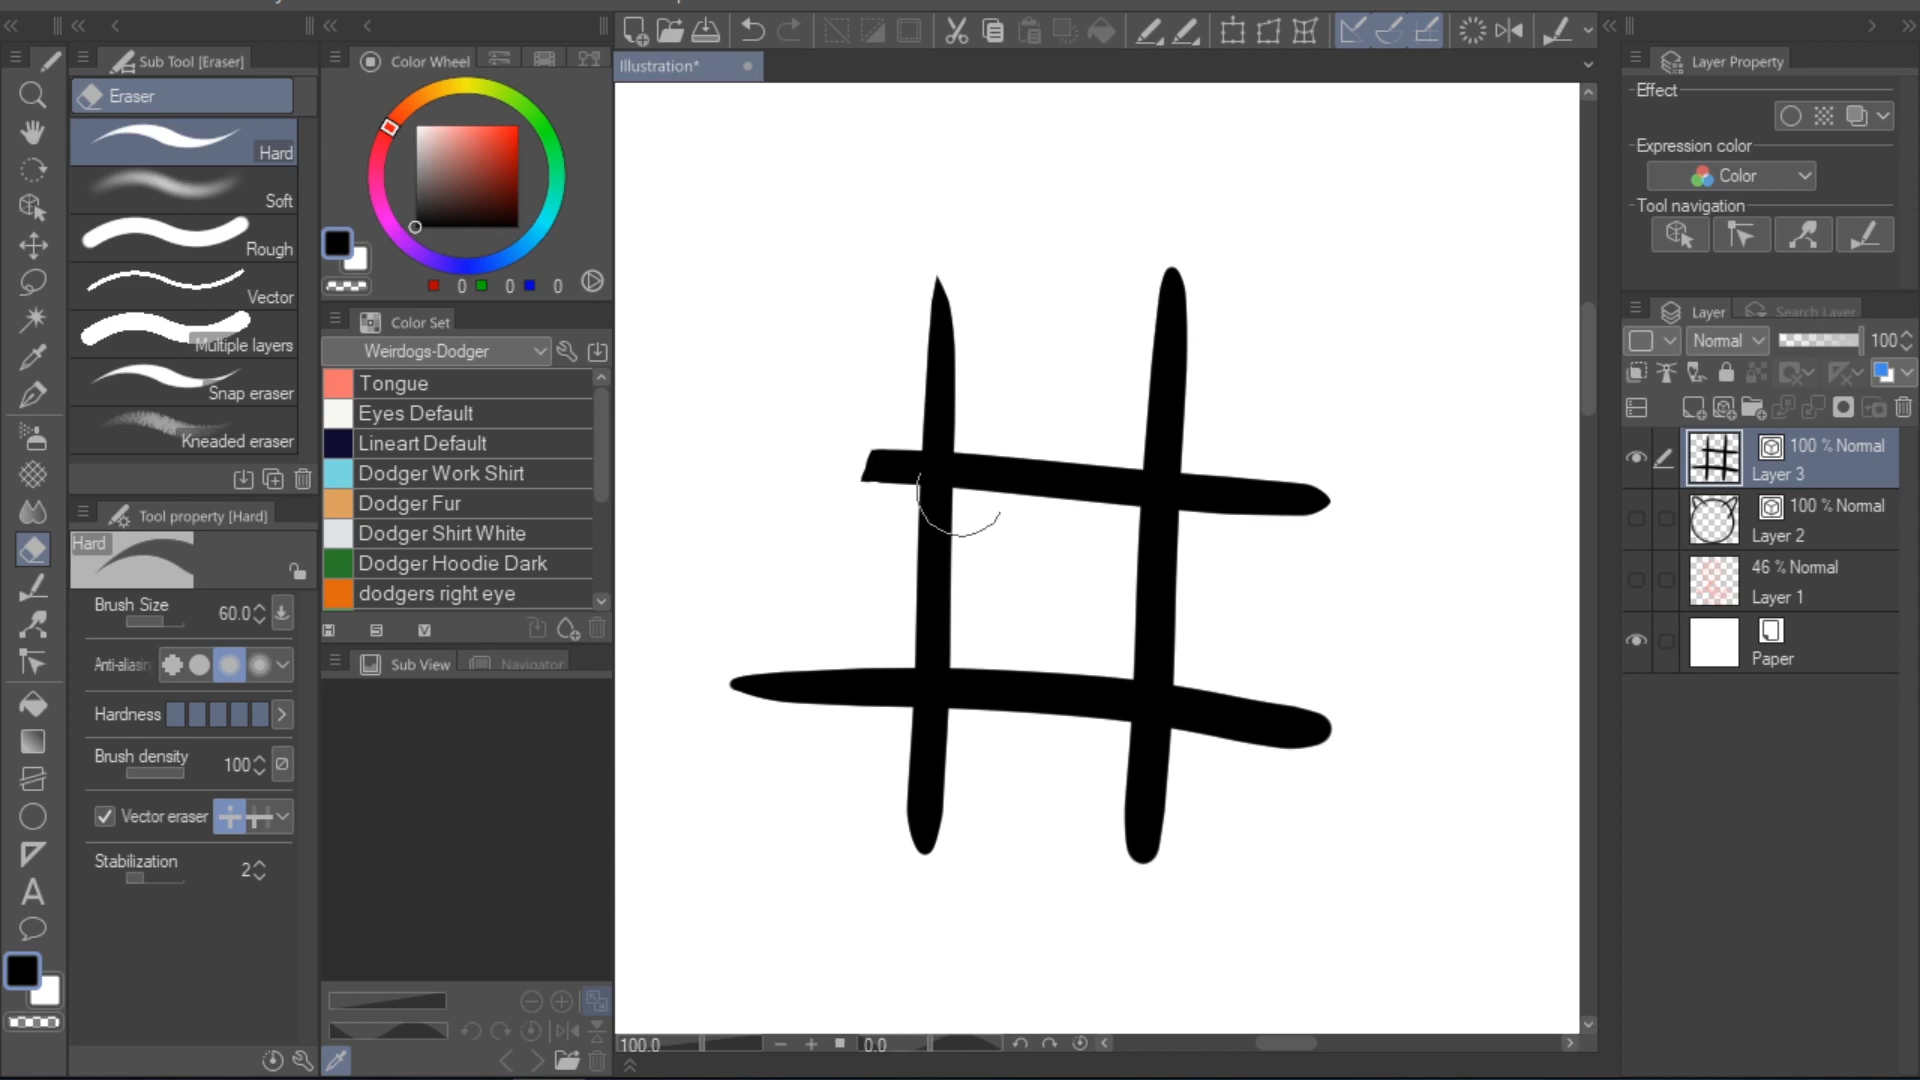 Sub Tool [Eraser]
Eraser
Hard
Soft
Rough
Vector
Multiple layers
Snap eraser
Kneaded eraser
Tool property [Hard]
Hard
Brush Size 60.0
Anti-aliasin
Hardness
Brush density 100
Vector eraser
Stabilization 2
Color Wheel
0 0 0
Color Set
Weirdogs-Dodger
Tongue
Eyes Default
Lineart Default
Dodger Work Shirt
Dodger Fur
Dodger Shirt White
Dodger Hoodie Dark
dodgers right eye
Sub View Navigator
Illustration*
100.0 0.0
Layer Property
Effect
Expression color
Color
Tool navigation
Layer Search Layer
Normal 100
100 % Normal
Layer 3
100 % Normal
Layer 2
46 % Normal
Layer 1
Paper